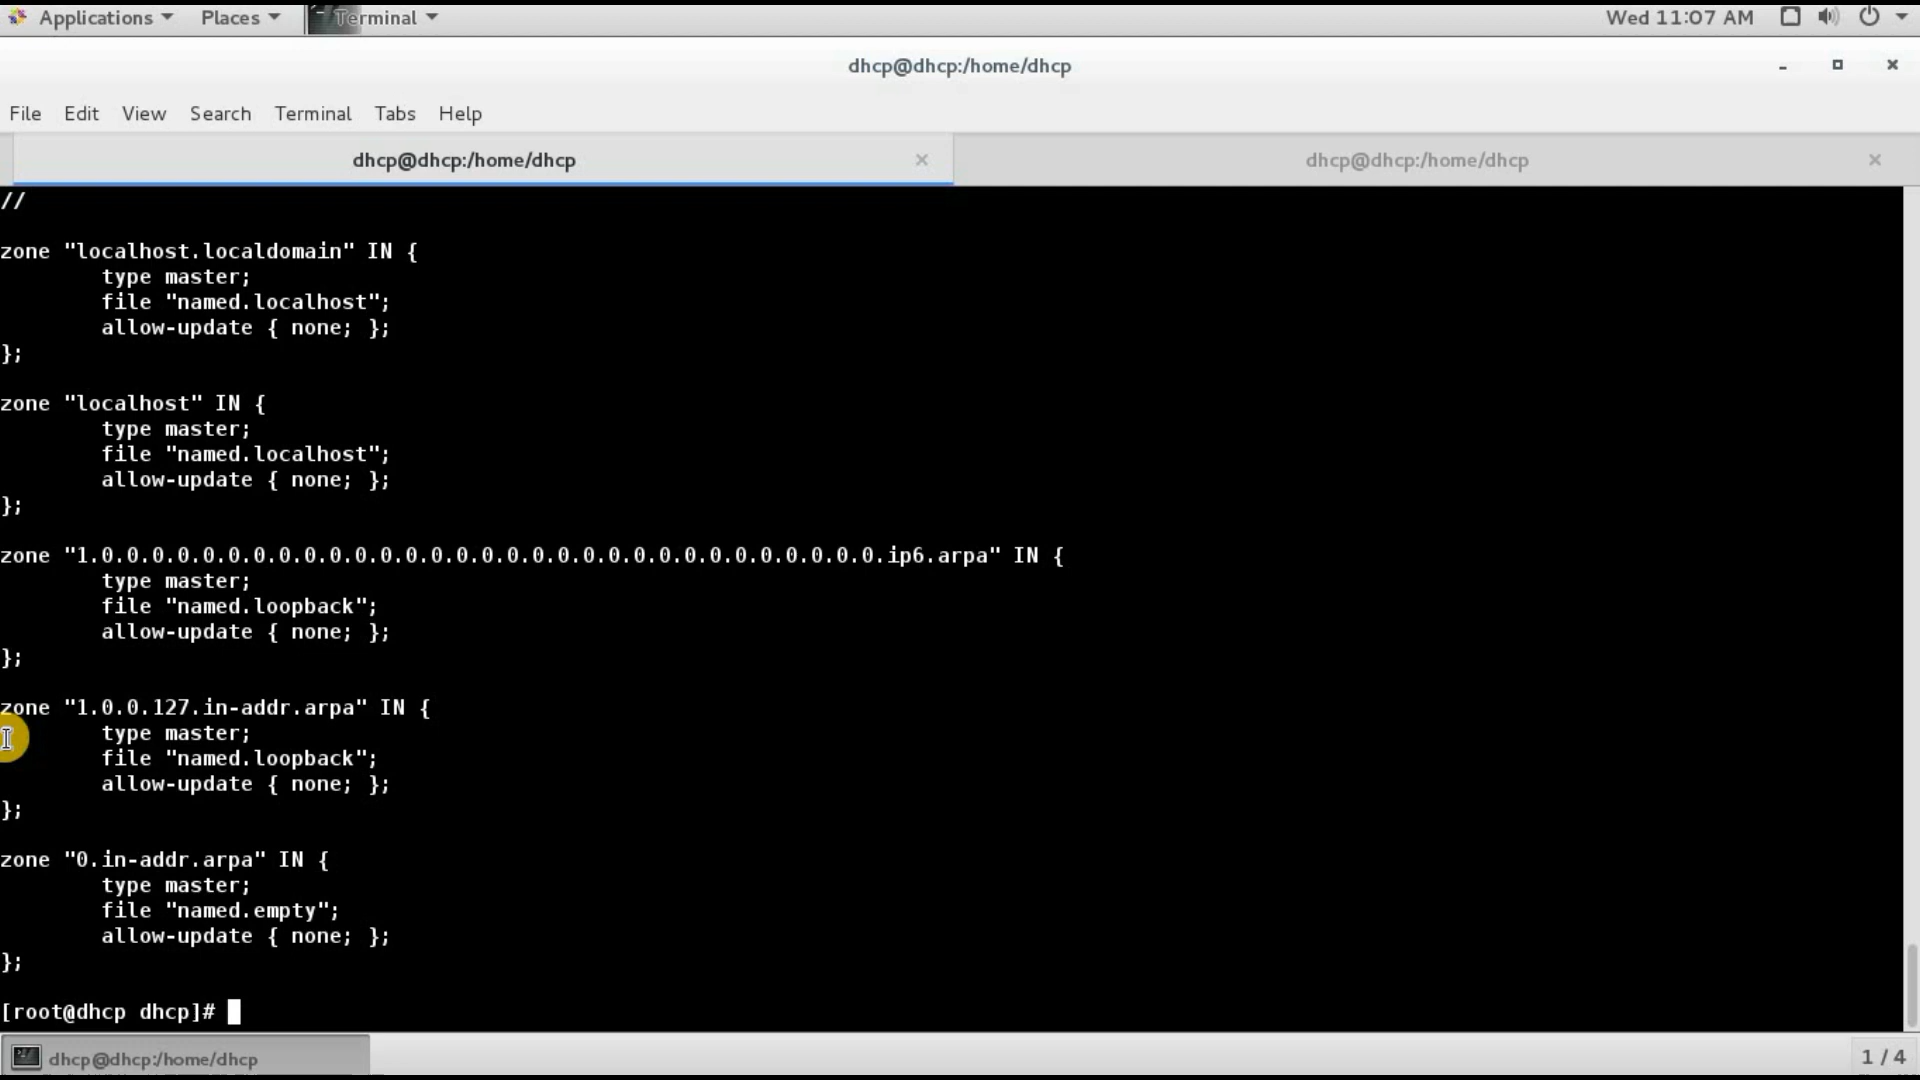 Applications Places Terminal Wed 11:07 AM
dhcp@dhcp:/home/dhcp
File Edit View Search Terminal Tabs Help
dhcp@dhcp:/home/dhcp dhcp@dhcp:/home/dhcp
//
zone "localhost.localdomain" IN {
type master;
file "named.localhost";
allow-update { none; };
};
zone "localhost" IN {
type master;
file "named.localhost";
allow-update { none; };
};
zone "1.0.0.0.0.0.0.0.0.0.0.0.0.0.0.0.0.0.0.0.0.0.0.0.0.0.0.0.0.0.0.0.ip6.arpa" IN {
type master;
file "named.loopback";
allow-update { none; };
};
zone "1.0.0.127.in-addr.arpa" IN {
type master;
file "named.loopback";
allow-update { none; };
};
zone "0.in-addr.arpa" IN {
type master;
file "named.empty";
allow-update { none; };
};
[root@dhcp dhcp]#
dhcp@dhcp:/home/dhcp 1 / 4